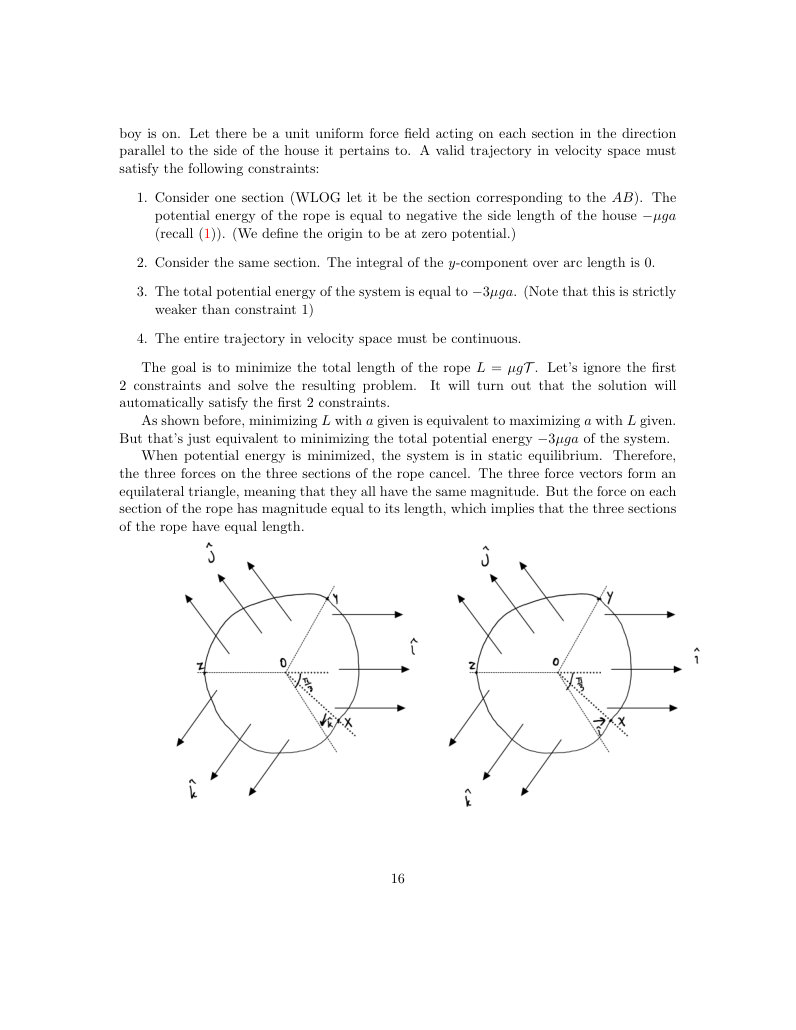 boy is on. Let there be a unit uniform force field acting on each section in the direction
parallel to the side of the house it pertains to. A valid trajectory in velocity space must
satisfy the following constraints:
1. Consider one section (WLOG let it be the section corresponding to the AB). The
potential energy of the rope is equal to negative the side length of the house −μga
(recall (1)). (We define the origin to be at zero potential.)
2. Consider the same section. The integral of the y-component over arc length is 0.
3. The total potential energy of the system is equal to −3μga. (Note that this is strictly
weaker than constraint 1)
4. The entire trajectory in velocity space must be continuous.
The goal is to minimize the total length of the rope L = μg𝒯. Let's ignore the first
2 constraints and solve the resulting problem. It will turn out that the solution will
automatically satisfy the first 2 constraints.
As shown before, minimizing L with a given is equivalent to maximizing a with L given.
But that's just equivalent to minimizing the total potential energy −3μga of the system.
When potential energy is minimized, the system is in static equilibrium. Therefore,
the three forces on the three sections of the rope cancel. The three force vectors form an
equilateral triangle, meaning that they all have the same magnitude. But the force on each
section of the rope has magnitude equal to its length, which implies that the three sections
of the rope have equal length.
ĵ
Y
î
Z
O
π/3
k̂
X
k̂
ĵ
Y
î
Z
O
π/3
î
X
k̂
16